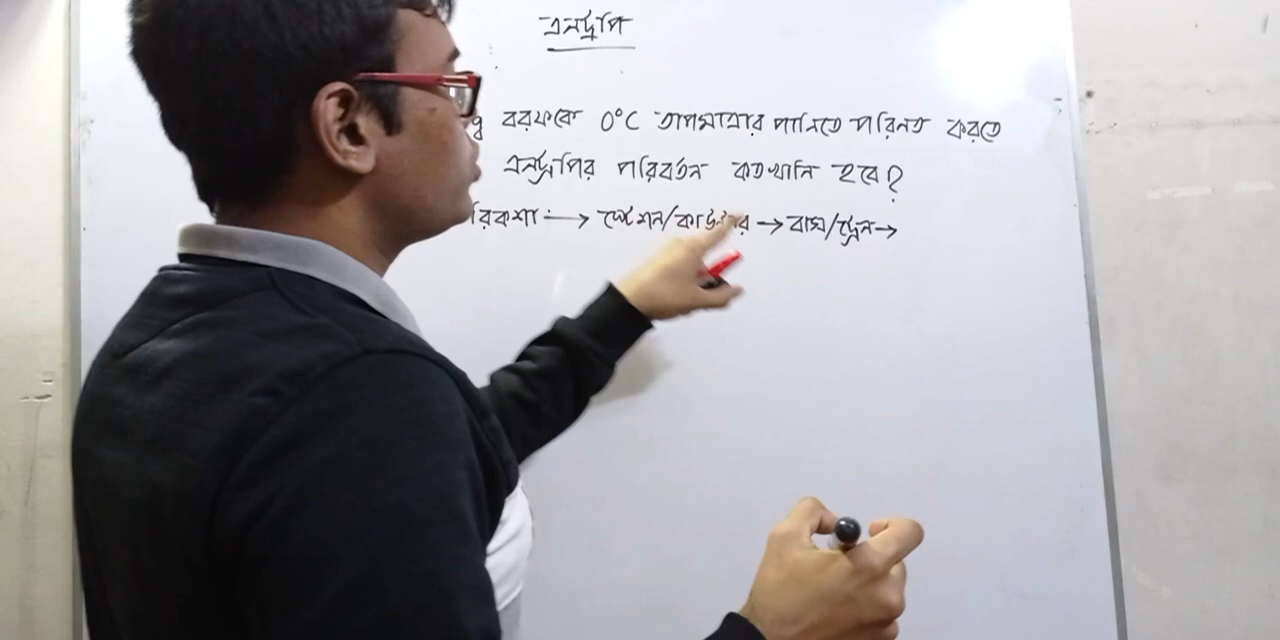 এনট্রপি
g বরফকে 0°C তাপমাত্রার পানিতে পরিনত করতে
এনট্রপির পরিবর্তন কতখানি হবে?
রিকশা → স্টেশন/কাউন্টার → বাস/ট্রেন →